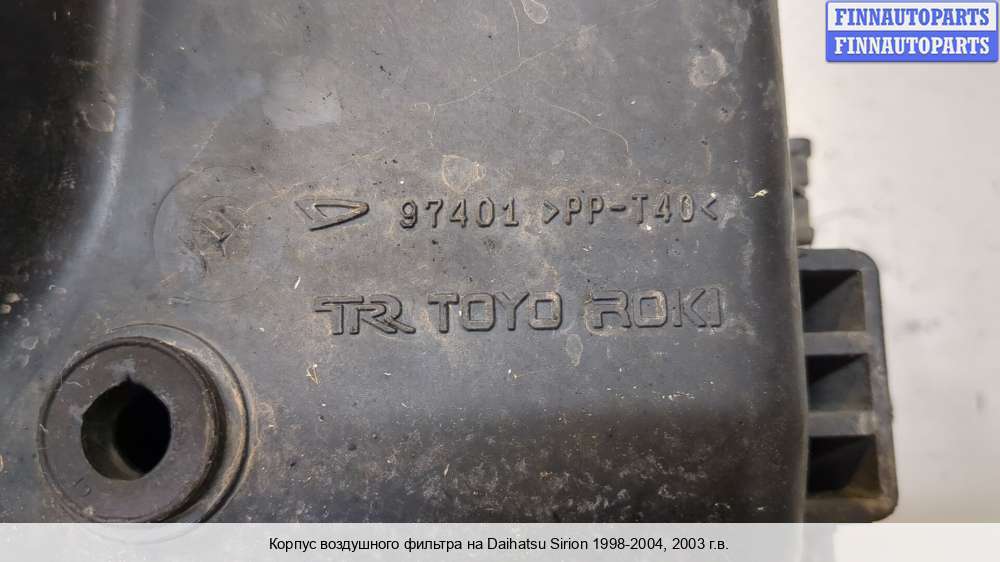 FINNAUTOPARTS
FINNAUTOPARTS
97401 >PP-T40<
TR TOYO ROKI
Корпус воздушного фильтра на Daihatsu Sirion 1998-2004, 2003 г.в.